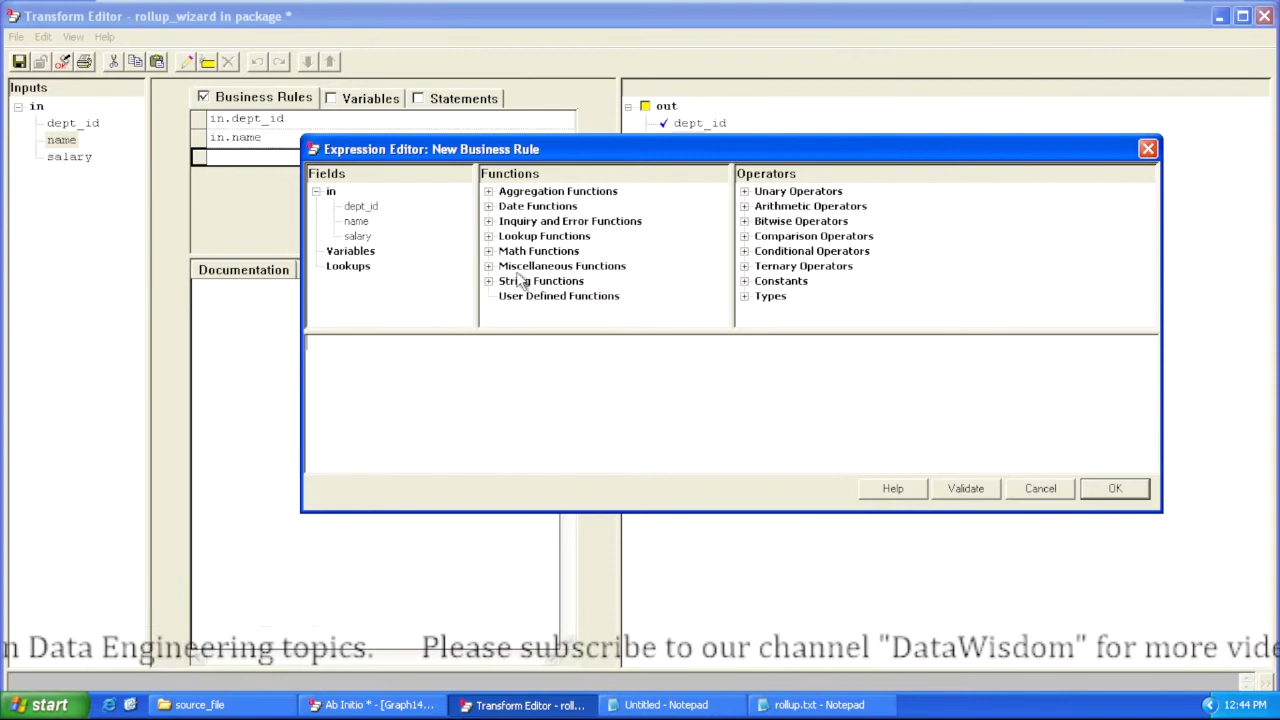 Transform Editor - rollup_wizard in package *
File Edit View Help
Inputs
in
dept_id
name
salary
Business Rules
Variables
Statements
in.dept_id
in.name
out
dept_id
Documentation
Expression Editor: New Business Rule
Fields
in
dept_id
name
salary
Variables
Lookups
Functions
Aggregation Functions
Date Functions
Inquiry and Error Functions
Lookup Functions
Math Functions
Miscellaneous Functions
String Functions
User Defined Functions
Operators
Unary Operators
Arithmetic Operators
Bitwise Operators
Comparison Operators
Conditional Operators
Ternary Operators
Constants
Types
Help Validate Cancel OK
n Data Engineering topics. Please subscribe to our channel "DataWisdom" for more vide
start source_file Ab Initio * - [Graph14... Transform Editor - roll... Untitled - Notepad rollup.txt - Notepad 12:44 PM